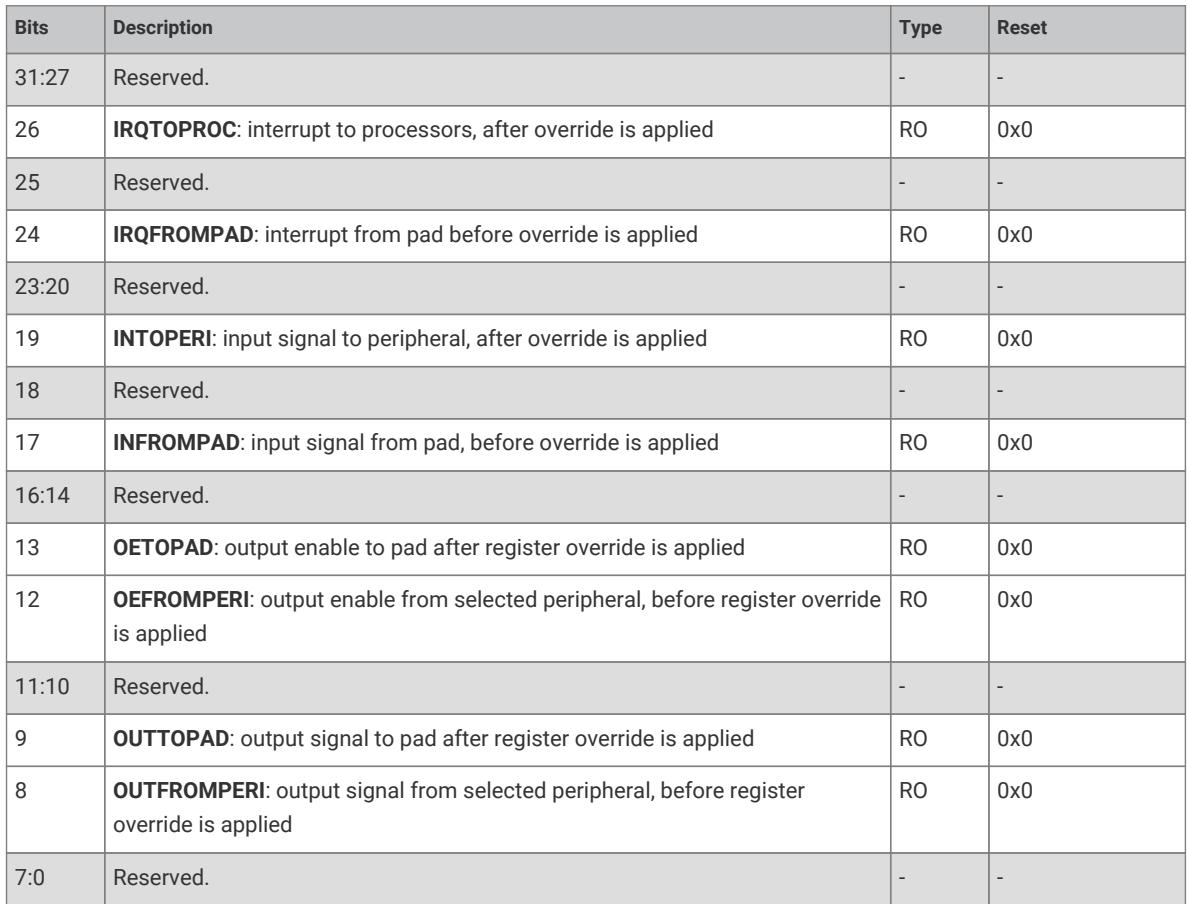 Bits Description Type Reset
31:27 Reserved. - -
26 IRQTOPROC: interrupt to processors, after override is applied RO 0x0
25 Reserved. - -
24 IRQFROMPAD: interrupt from pad before override is applied RO 0x0
23:20 Reserved. - -
19 INTOPERI: input signal to peripheral, after override is applied RO 0x0
18 Reserved. - -
17 INFROMPAD: input signal from pad, before override is applied RO 0x0
16:14 Reserved. - -
13 OETOPAD: output enable to pad after register override is applied RO 0x0
12 OEFROMPERI: output enable from selected peripheral, before register override RO 0x0
is applied
11:10 Reserved. - -
9 OUTTOPAD: output signal to pad after register override is applied RO 0x0
8 OUTFROMPERI: output signal from selected peripheral, before register RO 0x0
override is applied
7:0 Reserved. - -